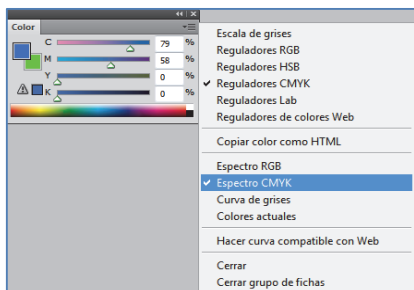 Color
C 79 %
M 58 %
Y 0 %
K 0 %
Escala de grises
Reguladores RGB
Reguladores HSB
Reguladores CMYK
Reguladores Lab
Reguladores de colores Web
Copiar color como HTML
Espectro RGB
Espectro CMYK
Curva de grises
Colores actuales
Hacer curva compatible con Web
Cerrar
Cerrar grupo de fichas